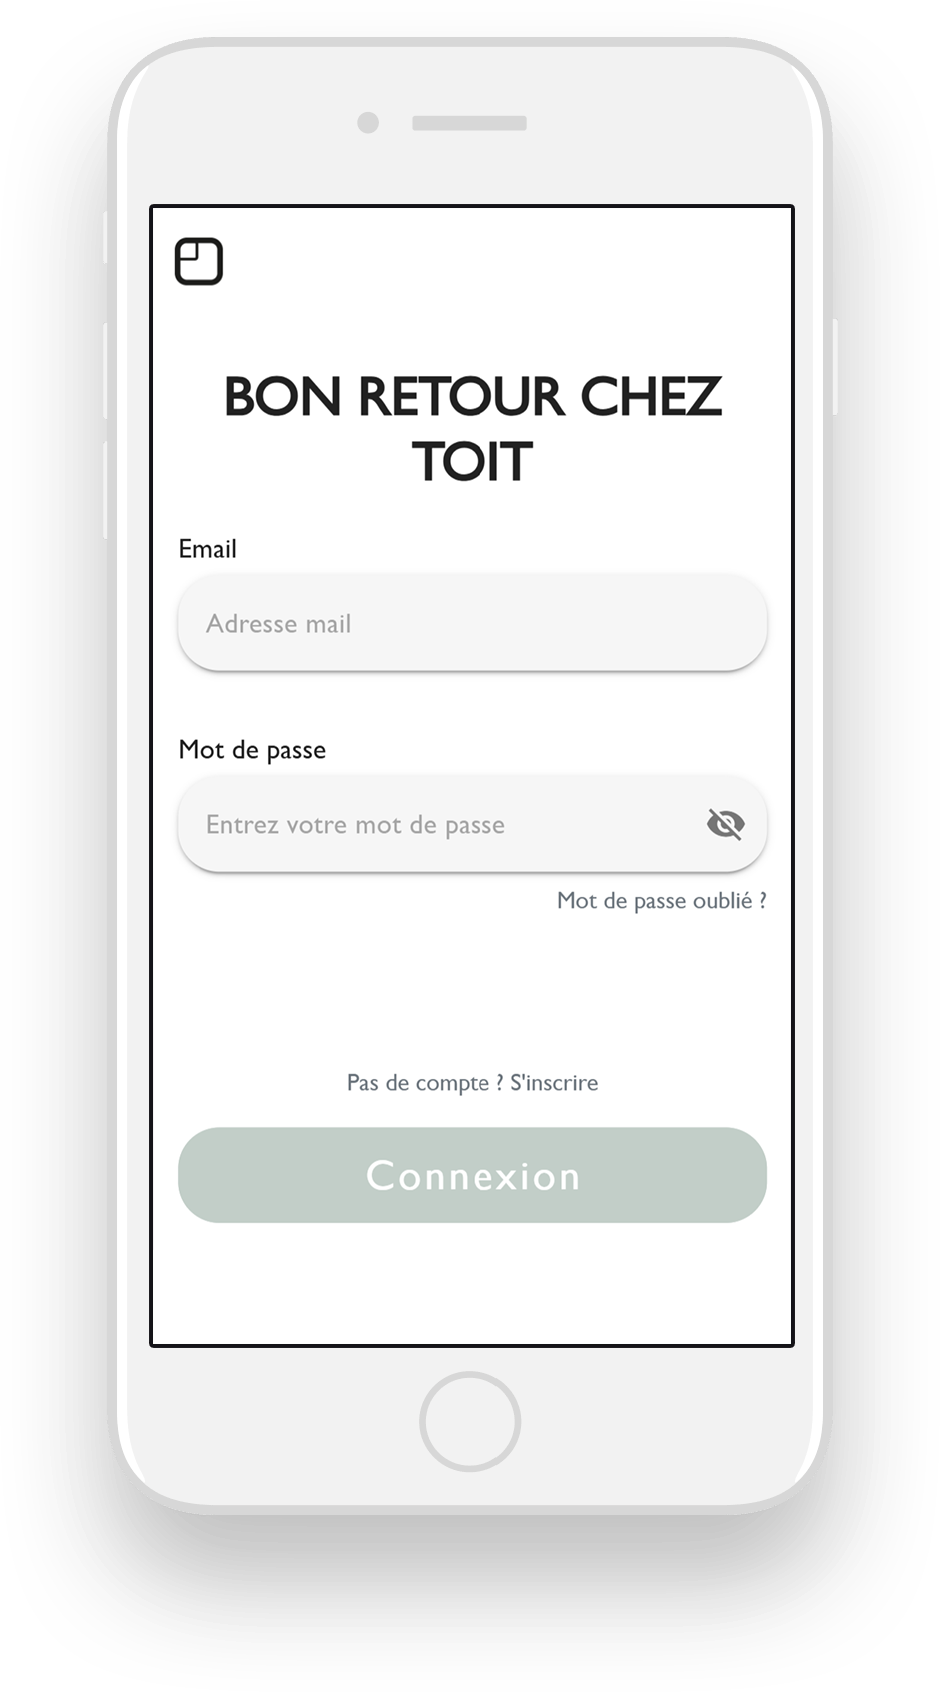 BON RETOUR CHEZ
TOIT
Email
Adresse mail
Mot de passe
Entrez votre mot de passe
Mot de passe oublié ?
Pas de compte ? S'inscrire
Connexion